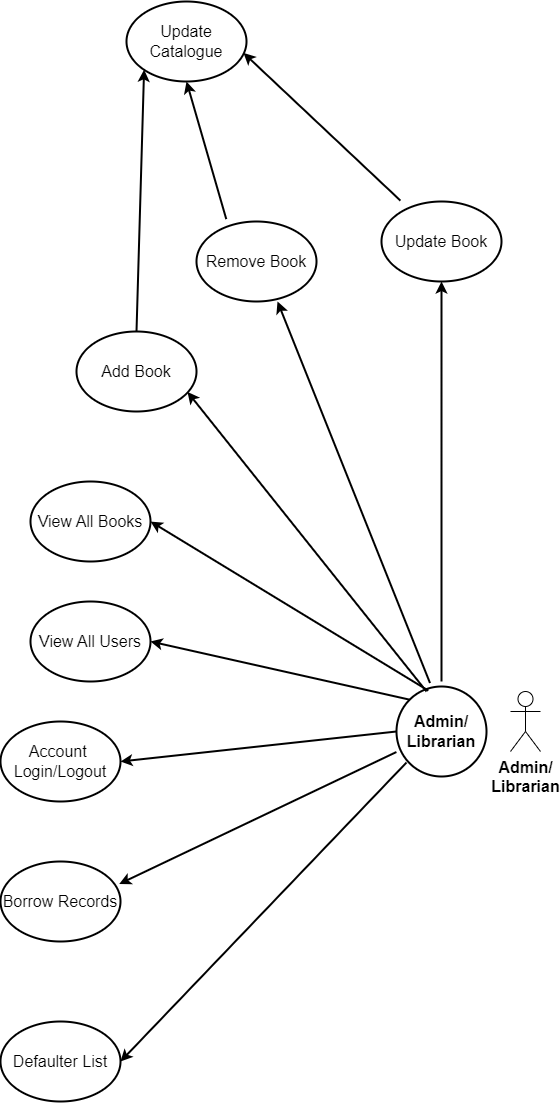 Update
Catalogue
Update Book
Remove Book
Add Book
View All Books
View All Users
Admin/
Librarian
Admin/
Librarian
Account
Login/Logout
Borrow Records
Defaulter List